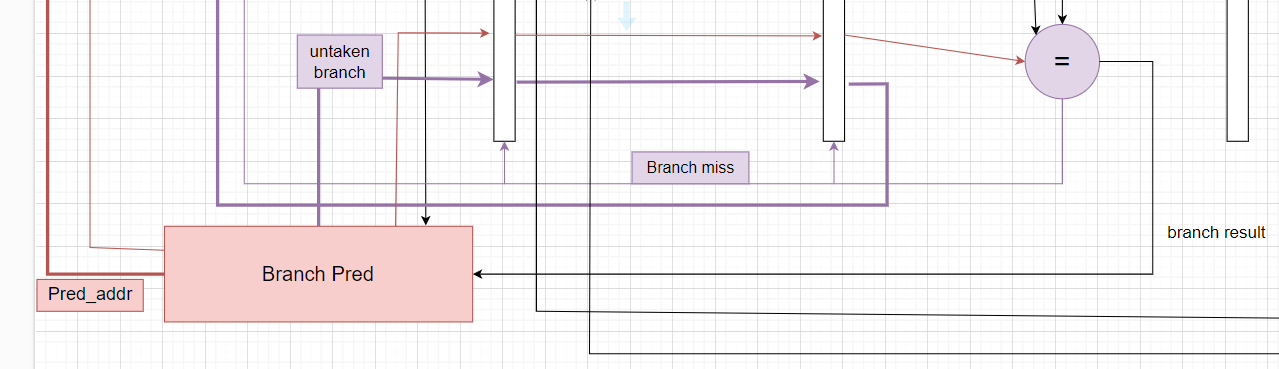 untaken
branch
=
Branch miss
branch result
Branch Pred
Pred_addr